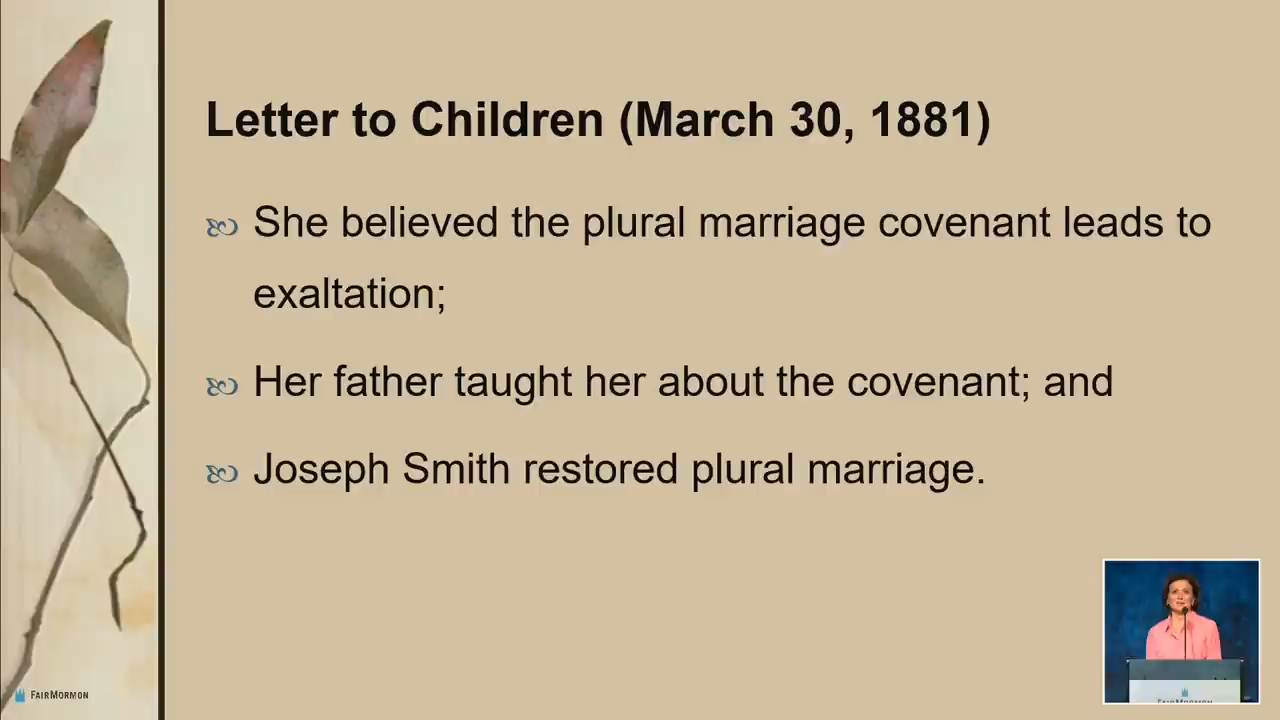 Letter to Children (March 30, 1881)
She believed the plural marriage covenant leads to
exaltation;
Her father taught her about the covenant; and
Joseph Smith restored plural marriage.
FAIRMORMON
FAIRMORMON